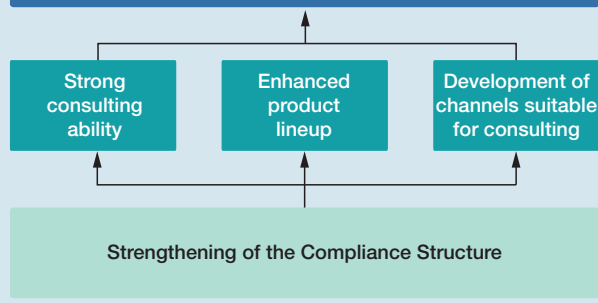 Strong
consulting
ability
Enhanced
product
lineup
Development of
channels suitable
for consulting
Strengthening of the Compliance Structure